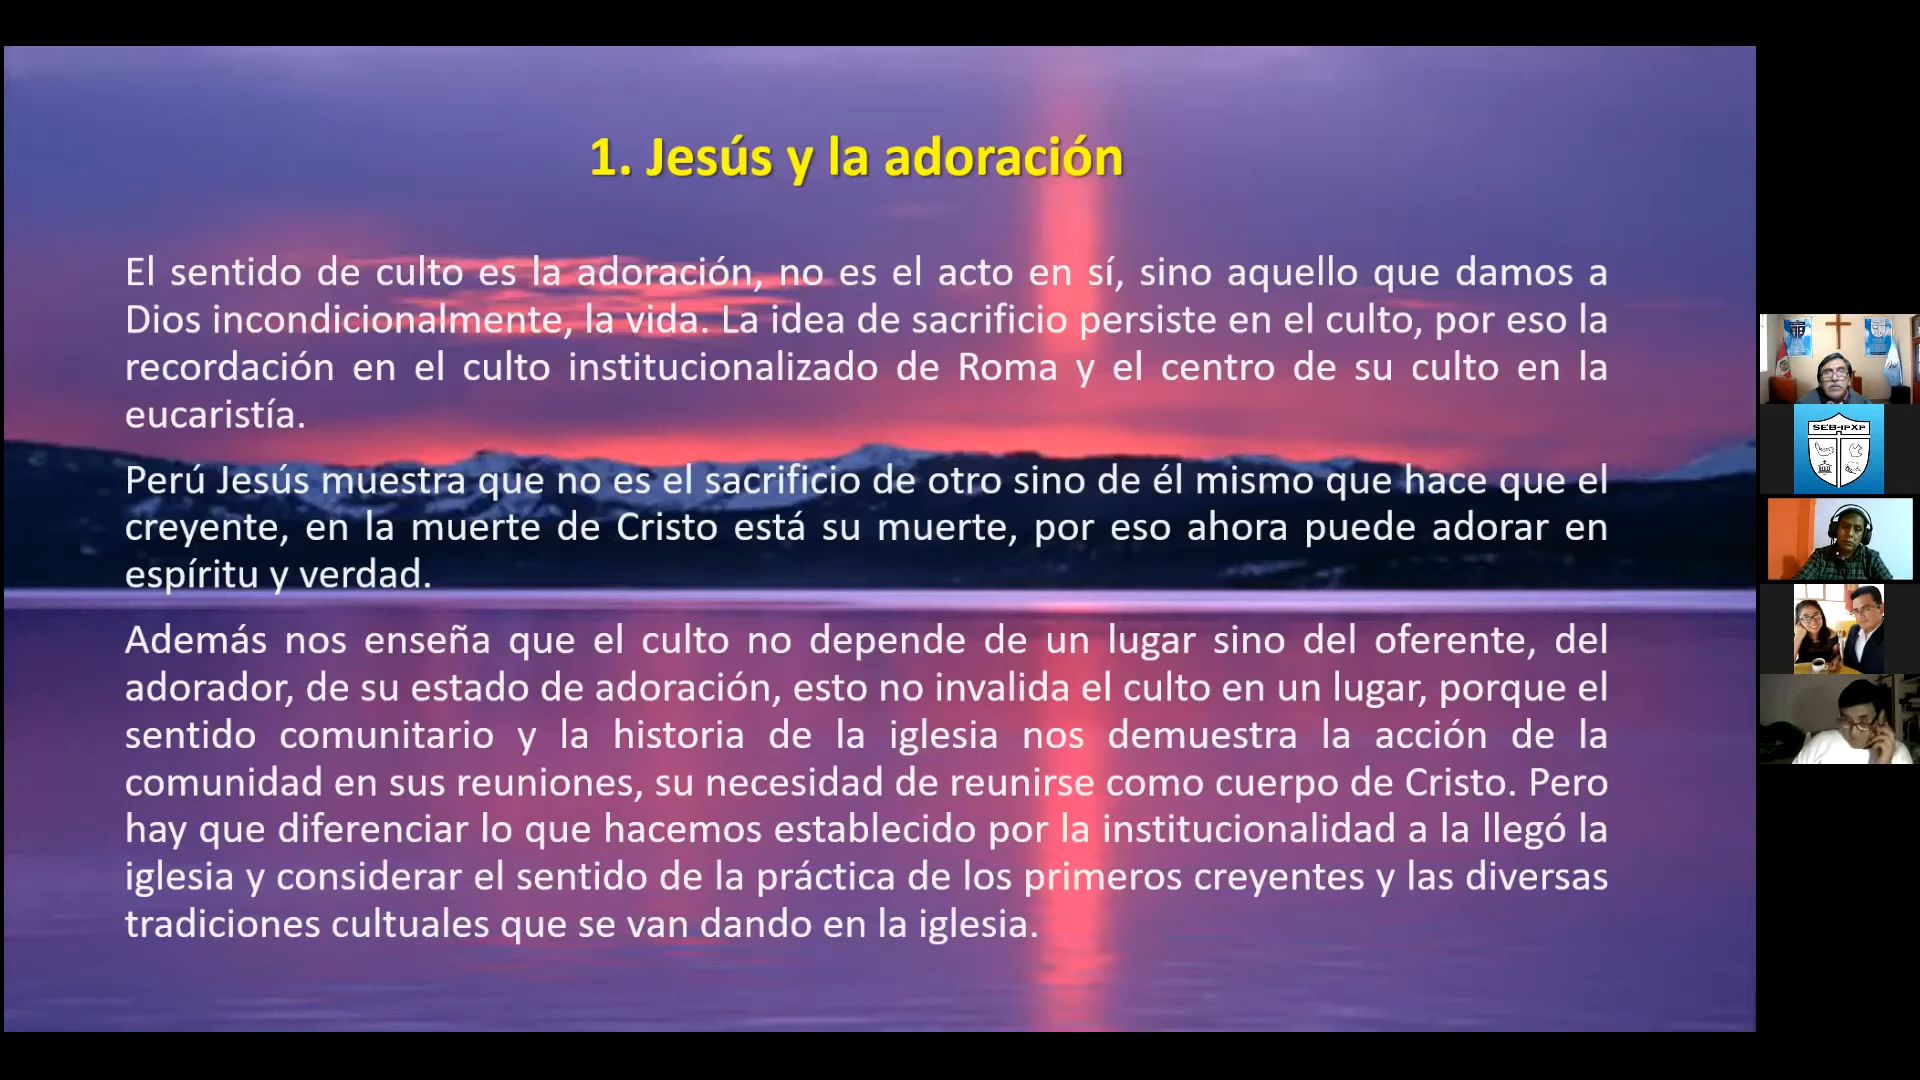 1. Jesús y la adoración
El sentido de culto es la adoración, no es el acto en sí, sino aquello que damos a
Dios incondicionalmente, la vida. La idea de sacrificio persiste en el culto, por eso la
recordación en el culto institucionalizado de Roma y el centro de su culto en la
eucaristía.
Perú Jesús muestra que no es el sacrificio de otro sino de él mismo que hace que el
creyente, en la muerte de Cristo está su muerte, por eso ahora puede adorar en
espíritu y verdad.
Además nos enseña que el culto no depende de un lugar sino del oferente, del
adorador, de su estado de adoración, esto no invalida el culto en un lugar, porque el
sentido comunitario y la historia de la iglesia nos demuestra la acción de la
comunidad en sus reuniones, su necesidad de reunirse como cuerpo de Cristo. Pero
hay que diferenciar lo que hacemos establecido por la institucionalidad a la llegó la
iglesia y considerar el sentido de la práctica de los primeros creyentes y las diversas
tradiciones cultuales que se van dando en la iglesia.
SEB-IPXP